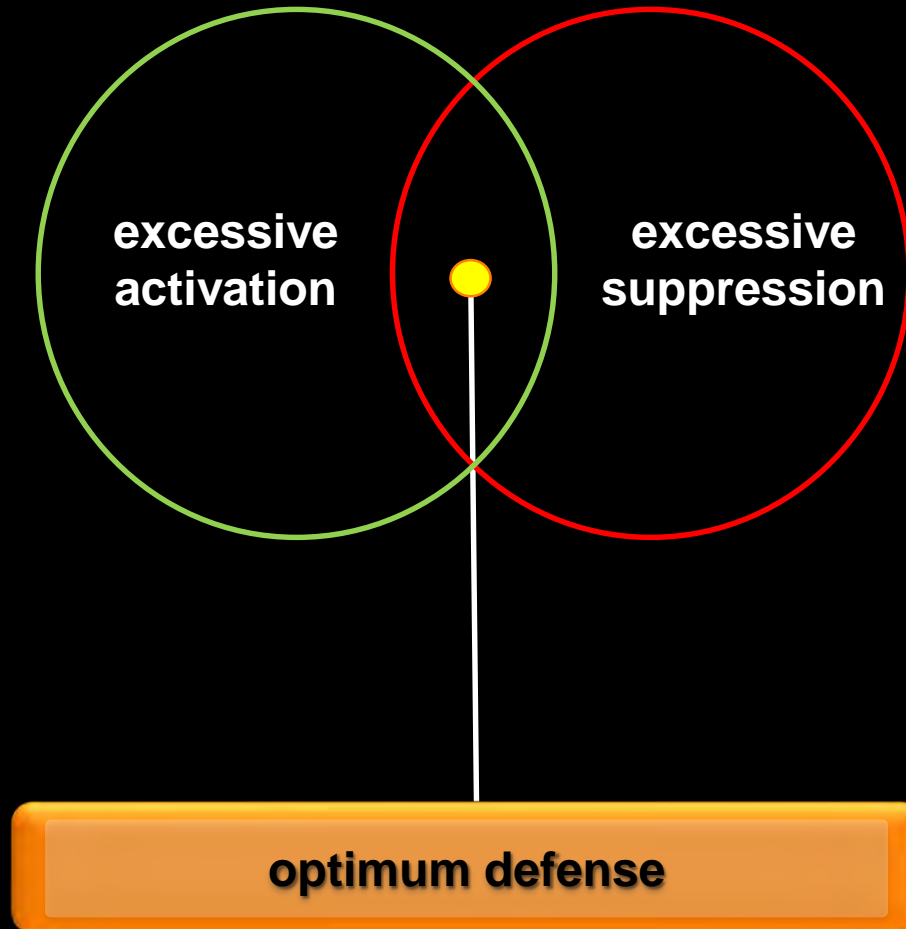 excessive
activation
excessive
suppression
optimum defense